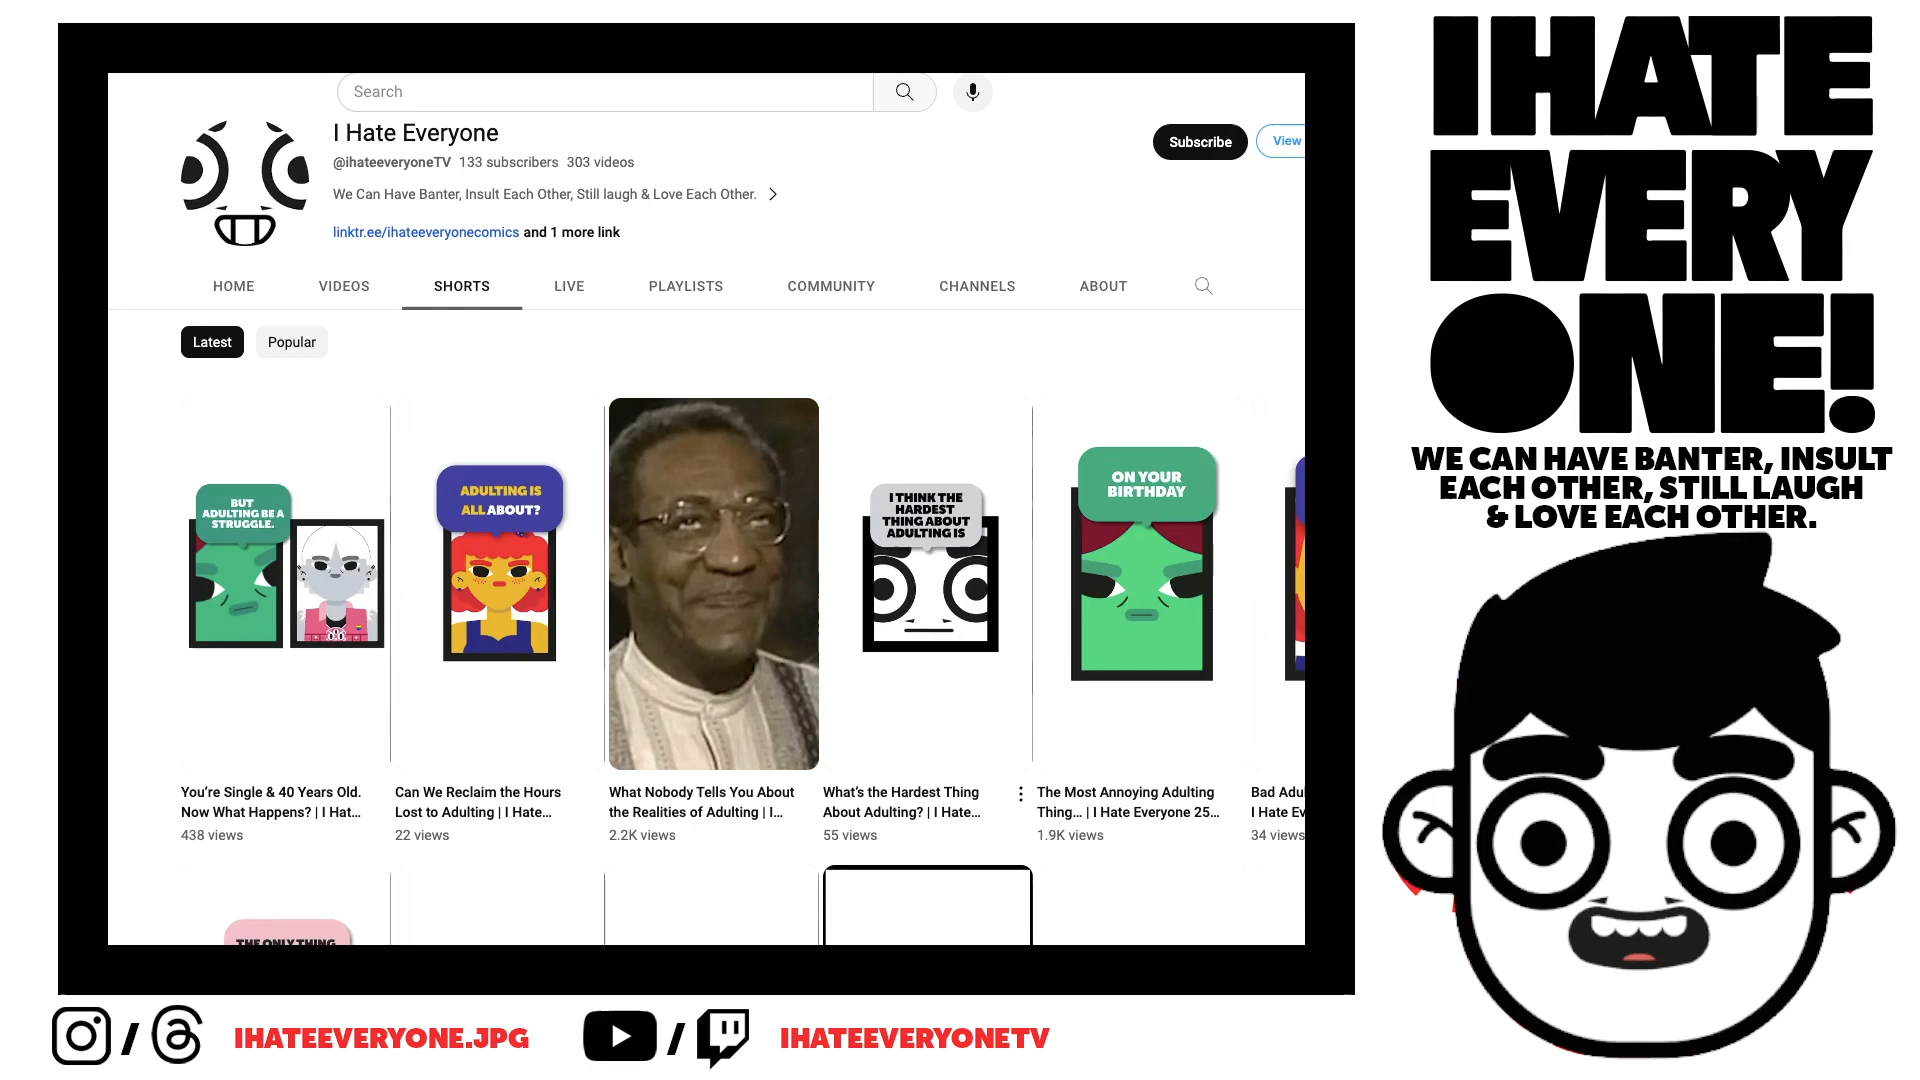 Search
I Hate Everyone
@ihateeveryoneTV 133 subscribers 303 videos
We Can Have Banter, Insult Each Other, Still laugh & Love Each Other.
linktr.ee/ihateeveryonecomics and 1 more link
Subscribe
View
HOME
VIDEOS
SHORTS
LIVE
PLAYLISTS
COMMUNITY
CHANNELS
ABOUT
Latest
Popular
BUT
ADULTING BE A
STRUGGLE.
ADULTING IS
ALL ABOUT?
I THINK THE
HARDEST
THING ABOUT
ADULTING IS
ON YOUR
BIRTHDAY
You're Single & 40 Years Old.
Now What Happens? | I Hat...
438 views
Can We Reclaim the Hours
Lost to Adulting | I Hate...
22 views
What Nobody Tells You About
the Realities of Adulting | I...
2.2K views
What's the Hardest Thing
About Adulting? | I Hate...
55 views
The Most Annoying Adulting
Thing... | I Hate Everyone 25...
1.9K views
Bad Adul
I Hate Ev
34 views
THE ONLY THING
I HATE
EVERY
ONE!
WE CAN HAVE BANTER, INSULT
EACH OTHER, STILL LAUGH
& LOVE EACH OTHER.
/ IHATEEVERYONE.JPG
/ IHATEEVERYONETV